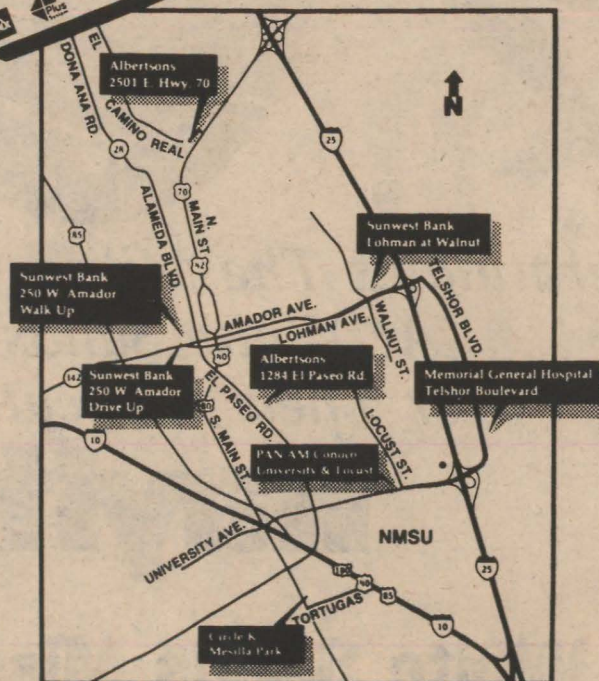 Plus
System
DONA ANA RD.
EL
CAMINO REAL
Albertsons
2501 E. Hwy. 70
N
25
28
ALAMEDA BLVD.
70
N.
MAIN ST.
85
Sunwest Bank
Lohman at Walnut
Sunwest Bank
250 W. Amador
Walk Up
AMADOR AVE.
LOHMAN AVE.
WALNUT ST.
TELSHOR BLVD.
342
Sunwest Bank
250 W. Amador
Drive Up
Albertsons
1284 El Paseo Rd.
Memorial General Hospital
Telshor Boulevard
EL PASEO RD.
S. MAIN ST.
LOCUST ST.
10
PAN AM Conoco
University & Locust
UNIVERSITY AVE.
NMSU
180
85
25
TORTUGAS
10
Circle K
Mesilla Park